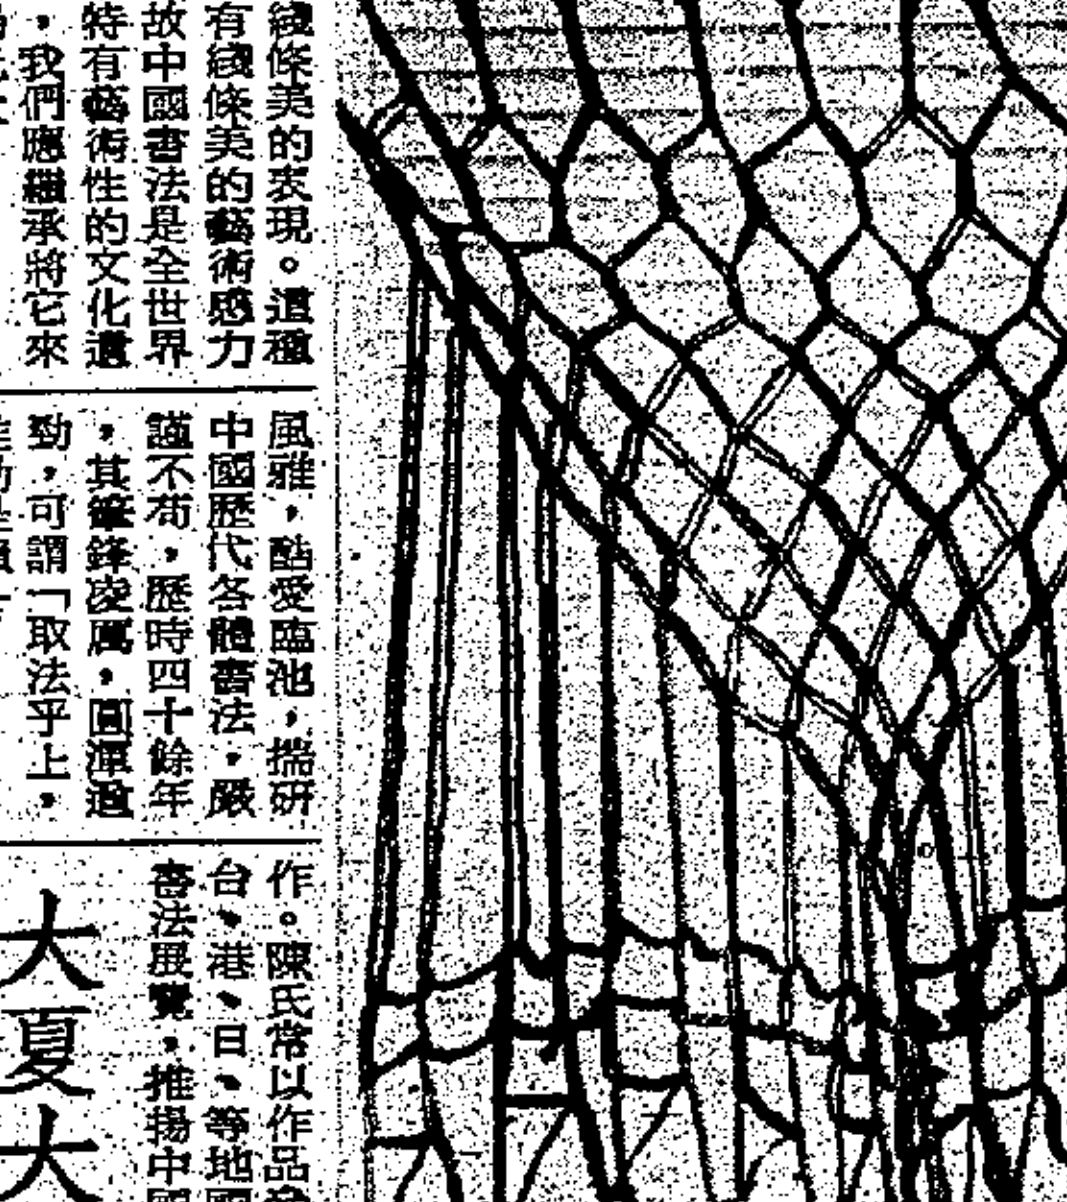 綫條美的表現。這種
有綫條美的藝術感力
故中國書法是全世界
特有藝術性的文化遺
，我們應繼承將它來
風雅，酷愛臨池，揣研
中國歷代各體書法，嚴
謹不苟，歷時四十餘年
，其筆鋒凌厲，圓渾遒
勁，可謂「取法乎上，
作。陳氏常以作品
台、港、日、等地
書法展覽，推揚中
大夏大